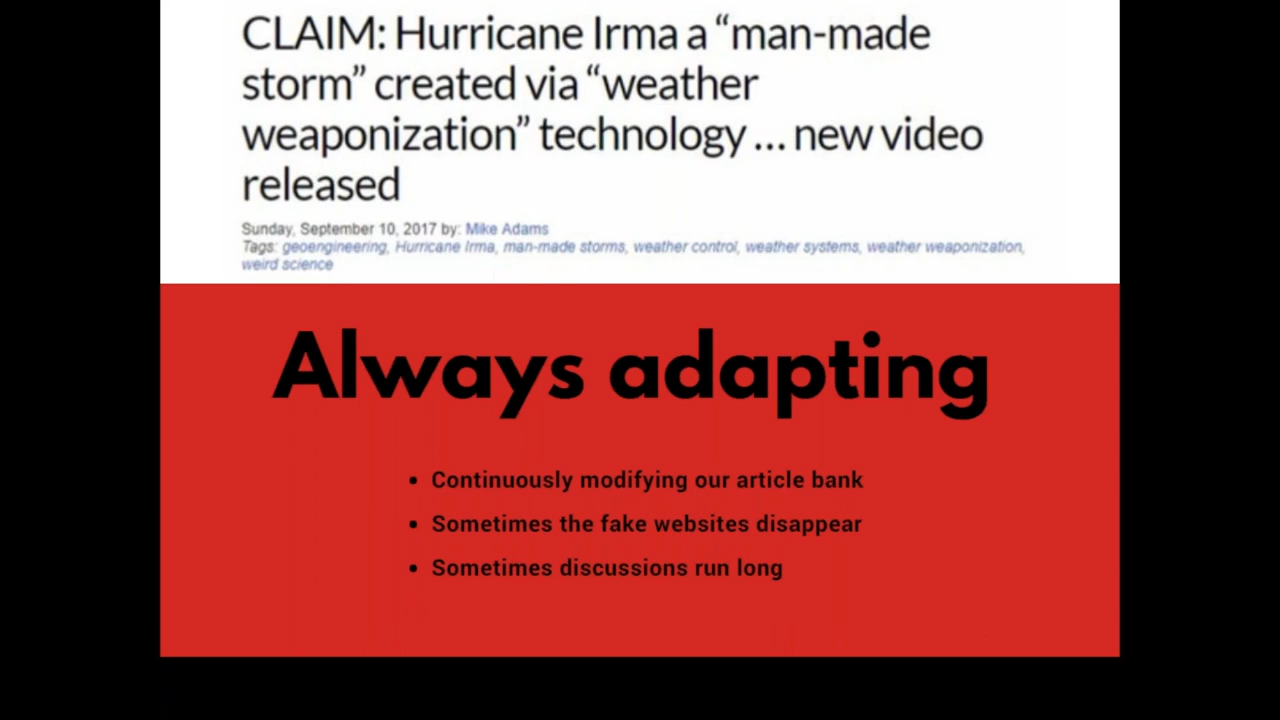 CLAIM: Hurricane Irma a “man-made
storm” created via “weather
weaponization” technology … new video
released
Sunday, September 10, 2017 by: Mike Adams
Tags: geoengineering, Hurricane Irma, man-made storms, weather control, weather systems, weather weaponization,
weird science
Always adapting
• Continuously modifying our article bank
• Sometimes the fake websites disappear
• Sometimes discussions run long